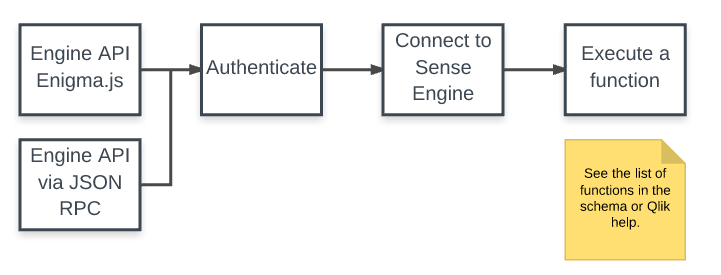 Engine API
Enigma.js
Authenticate
Connect to
Sense
Engine
Execute a
function
Engine API
via JSON
RPC
See the list of
functions in the
schema or Qlik
help.